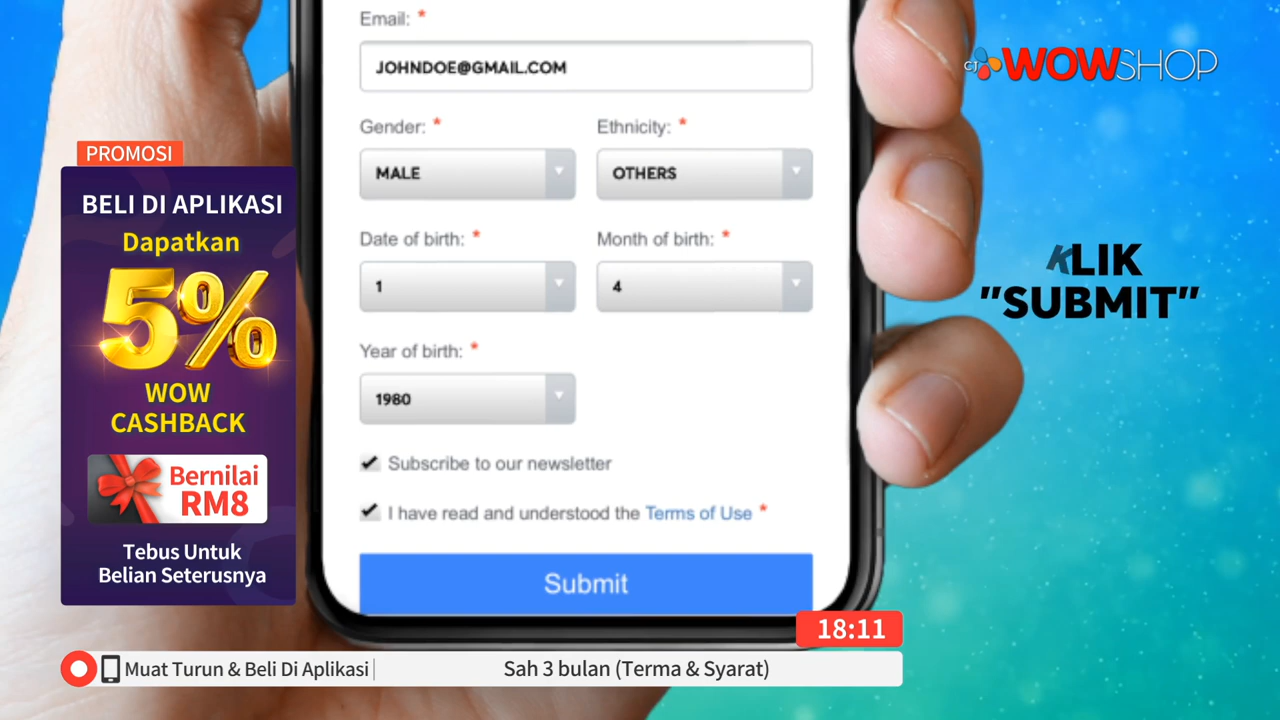 Email: *
JOHNDOE@GMAIL.COM
CJ WOWSHOP
Gender: * Ethnicity: *
MALE OTHERS
Date of birth: * Month of birth: *
1 4
Year of birth: *
1980
Subscribe to our newsletter
I have read and understood the Terms of Use *
Submit
KLIK
"SUBMIT"
PROMOSI
BELI DI APLIKASI
Dapatkan
5%
WOW
CASHBACK
Bernilai
RM8
Tebus Untuk
Belian Seterusnya
18:11
Muat Turun & Beli Di Aplikasi| Sah 3 bulan (Terma & Syarat)